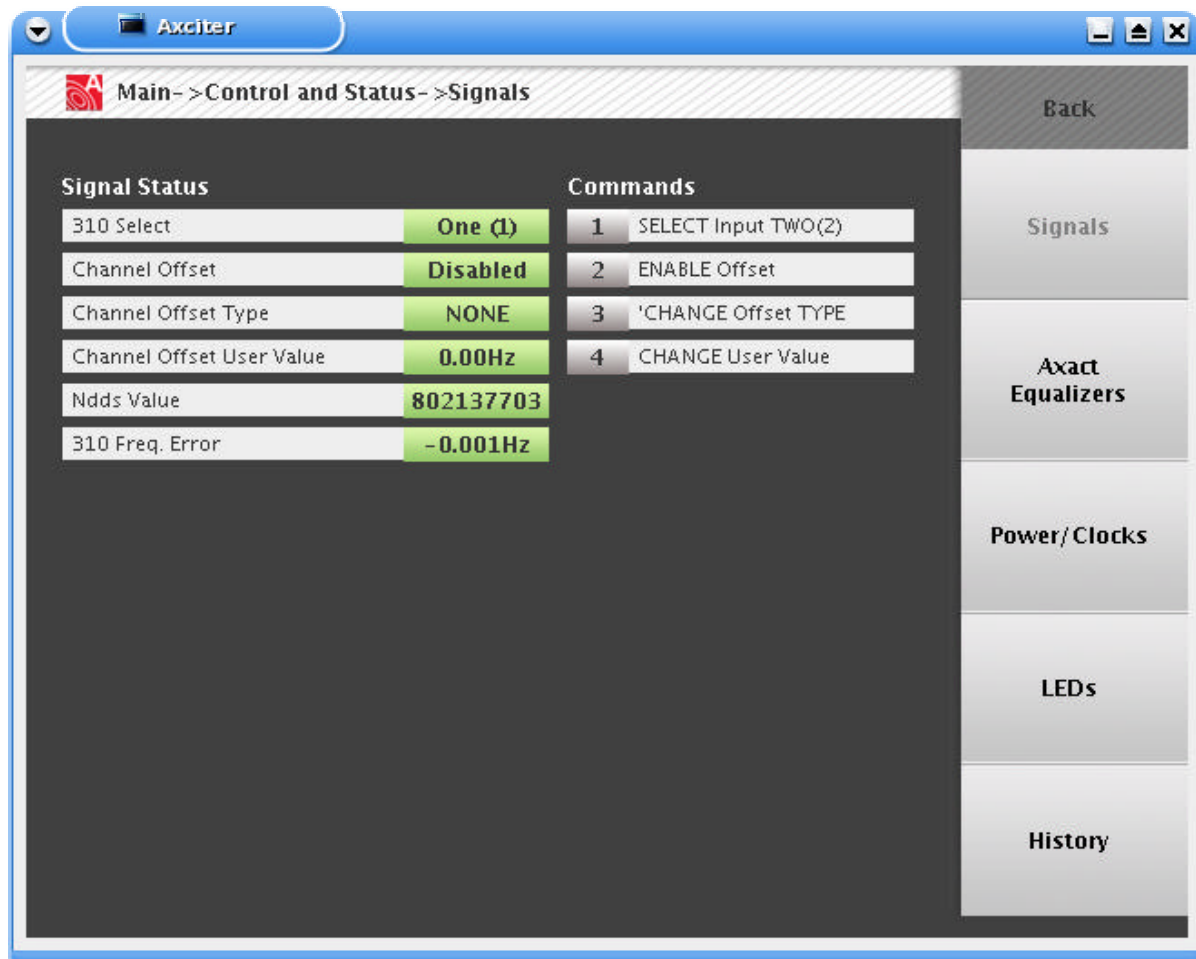 Axciter
Main->Control and Status->Signals
Back
Signal Status
310 Select One (1)
Channel Offset Disabled
Channel Offset Type NONE
Channel Offset User Value 0.00Hz
Ndds Value 802137703
310 Freq. Error -0.001Hz
Commands
1 SELECT Input TWO(2)
2 ENABLE Offset
3 'CHANGE Offset TYPE
4 CHANGE User Value
Signals
Axact
Equalizers
Power/Clocks
LEDs
History